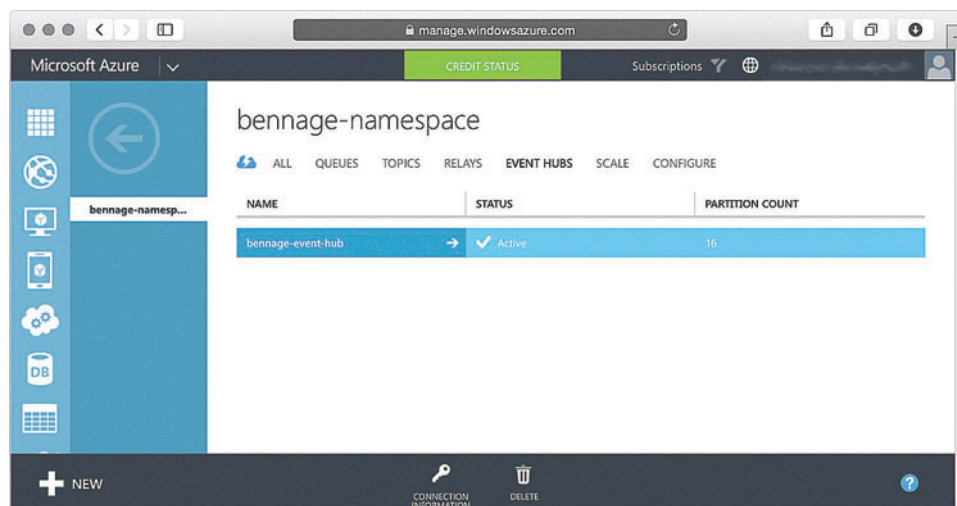 manage.windowsazure.com
Microsoft Azure
CREDIT STATUS
Subscriptions
bennage-namesp...
bennage-namespace
ALL QUEUES TOPICS RELAYS EVENT HUBS SCALE CONFIGURE
NAME STATUS PARTITION COUNT
bennage-event-hub Active 16
DB
NEW
CONNECTION
INFORMATION
DELETE
?